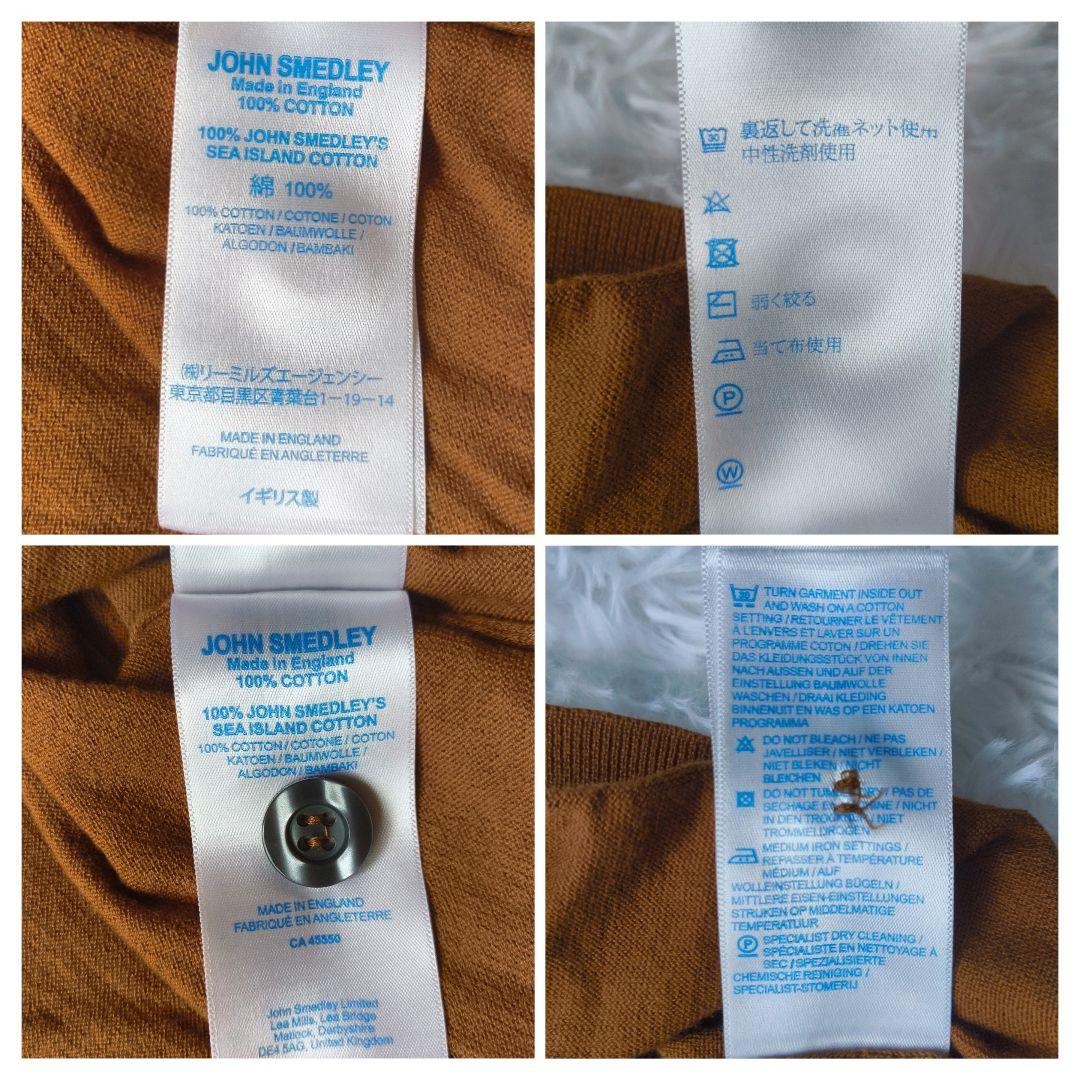 JOHN SMEDLEY
Made in England
100% COTTON
100% JOHN SMEDLEY'S
SEA ISLAND COTTON
綿 100%
100% COTTON / COTONE / COTON
KATOEN / BAUMWOLLE /
ALGODON / BAMBAKI
㈱リーミルズエージェンシー
東京都目黒区青葉台1-19-14
MADE IN ENGLAND
FABRIQUÉ EN ANGLETERRE
イギリス製
30 裏返して洗濯ネット使用
中性洗剤使用
弱く絞る
当て布使用
P
W
JOHN SMEDLEY
Made in England
100% COTTON
100% JOHN SMEDLEY'S
SEA ISLAND COTTON
100% COTTON / COTONE / COTON
KATOEN / BAUMWOLLE /
ALGODON / BAMBAKI
MADE IN ENGLAND
FABRIQUÉ EN ANGLETERRE
CA 45550
John Smedley Limited
Lea Mills, Lea Bridge
Matlock, Derbyshire
DE4 5AG, United Kingdom
30 TURN GARMENT INSIDE OUT
AND WASH ON A COTTON
SETTING / RETOURNER LE VÊTEMENT
À L'ENVERS ET LAVER SUR UN
PROGRAMME COTON / DREHEN SIE
DAS KLEIDUNGSSTÜCK VON INNEN
NACH AUSSEN UND AUF DER
EINSTELLUNG BAUMWOLLE
WASCHEN / DRAAI KLEDING
BINNENUIT EN WAS OP EEN KATOEN
PROGRAMMA
DO NOT BLEACH / NE PAS
JAVELLISER / NIET VERBLEKEN /
NIET BLEKEN / NICHT
BLEICHEN
DO NOT / PAS DE
SECHAGE / NICHT
IN DEN / NIET
TROMMELDROGEN
MEDIUM IRON SETTINGS /
REPASSER À TEMPÉRATURE
MÉDIUM / AUF
WOLLEINSTELLUNG BÜGELN /
MITTLERE EISEN-EINSTELLUNGEN
STRIJKEN OP MIDDELMATIGE
TEMPERATUUR
P SPECIALIST DRY CLEANING /
SPÉCIALISTE EN NETTOYAGE À
SEC / SPEZIALISIERTE
CHEMISCHE REINIGING /
SPECIALIST-STOMERIJ